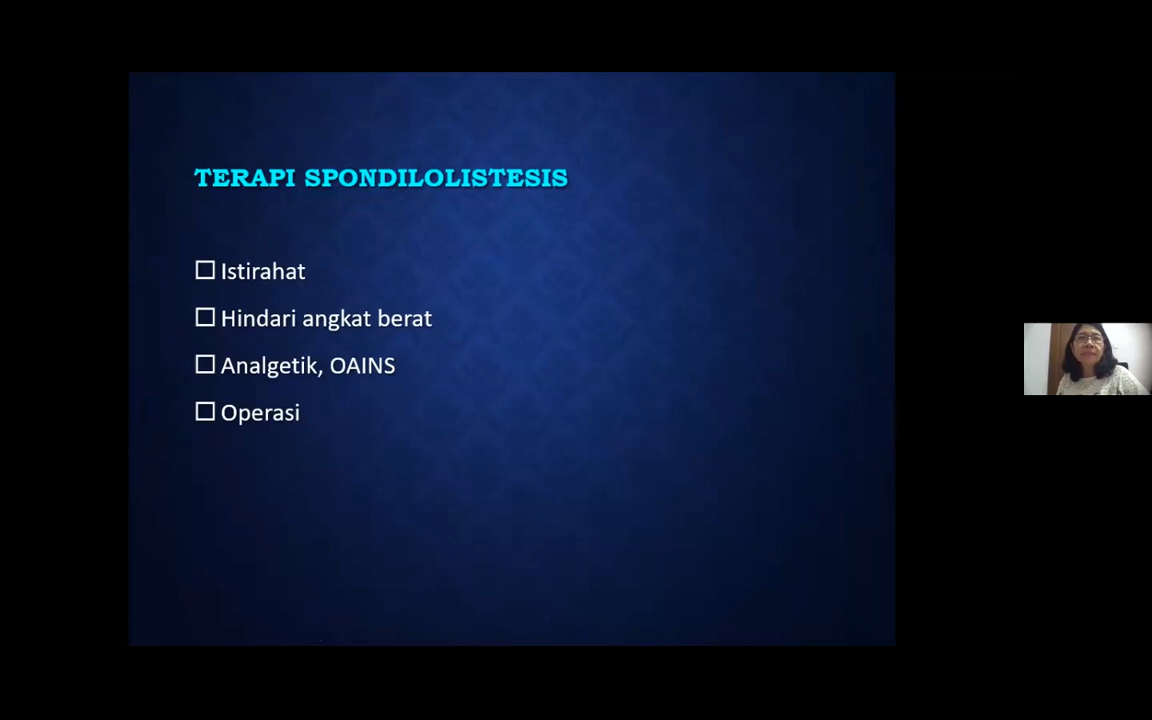 TERAPI SPONDILOLISTESIS
Istirahat
Hindari angkat berat
Analgetik, OAINS
Operasi